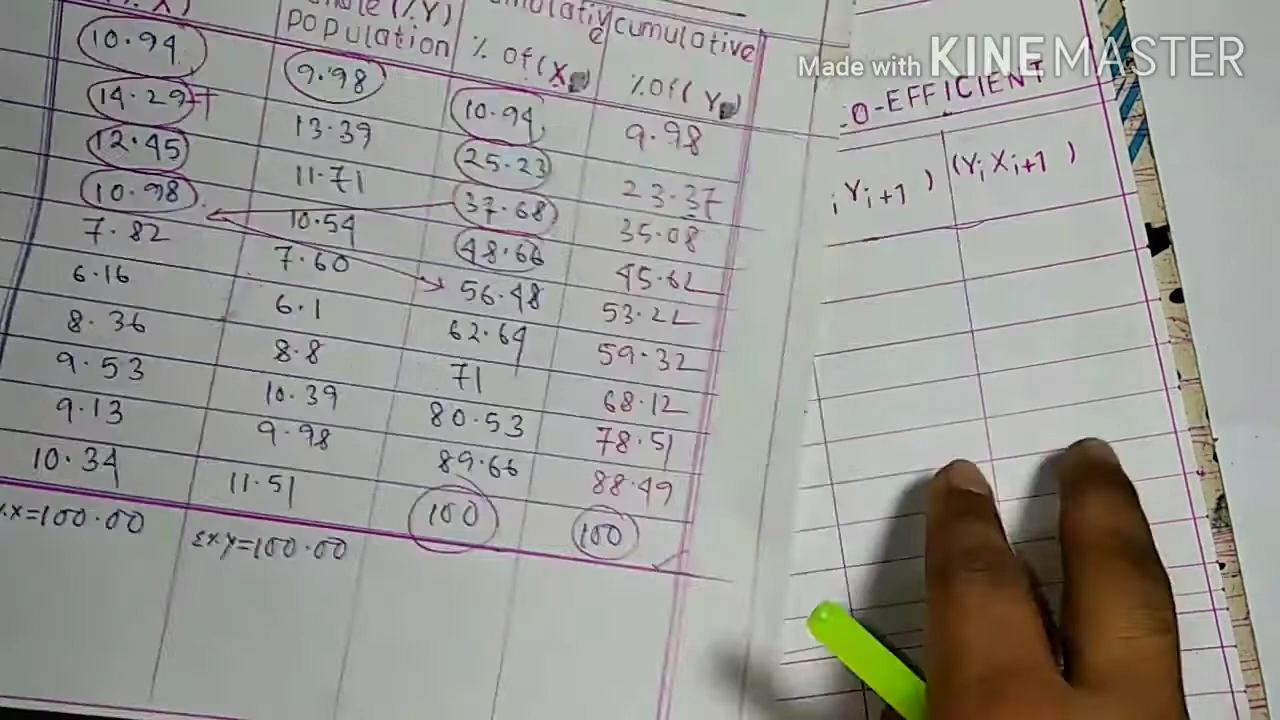 Made with KINEMASTER
POPULATION
% Of (X
% Of ( Y
cumulative
10.94 9.98 10.94 9.98
14.29 13.39 25.23 23.37
12.45 11.71 37.68 35.08
10.98 10.54 48.66 45.62
7.82 7.60 56.48 53.22
6.16 6.1 62.64 59.32
8.36 8.8 71 68.12
9.53 10.39 80.53 78.51
9.13 9.98 89.66 88.49
10.34 11.51 100 100
x=100.00 =100.00
O-EFFICIENT
i Yi+1 ) (Yi Xi+1 )